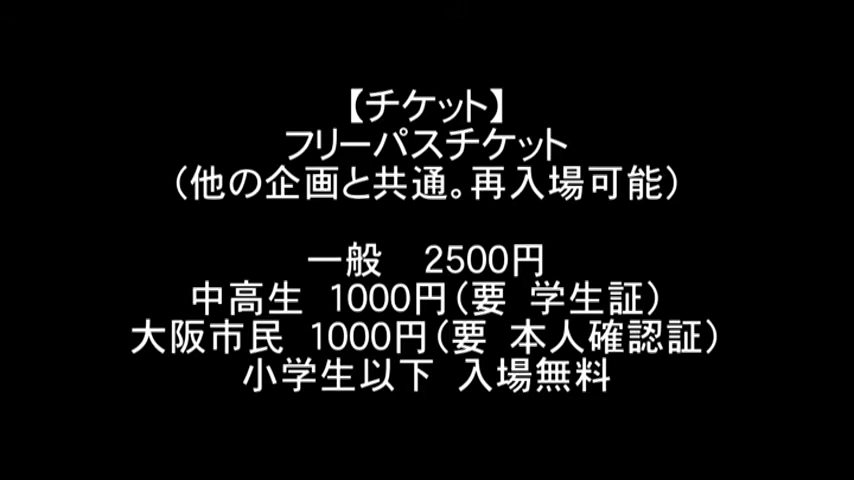 【チケット】
フリーパスチケット
（他の企画と共通。再入場可能）
一般　2500円
中高生　1000円（要　学生証）
大阪市民　1000円（要　本人確認証）
小学生以下　入場無料